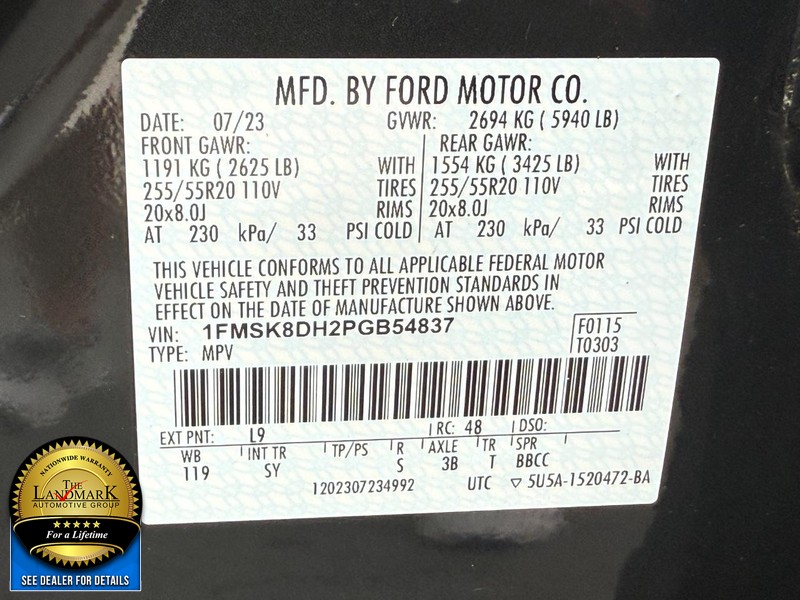 MFD. BY FORD MOTOR CO.
DATE: 07/23 GVWR: 2694 KG ( 5940 LB)
FRONT GAWR: REAR GAWR:
1191 KG ( 2625 LB) WITH 1554 KG ( 3425 LB) WITH
255/55R20 110V TIRES 255/55R20 110V TIRES
20x8.0J RIMS 20x8.0J RIMS
AT 230 kPa/ 33 PSI COLD AT 230 kPa/ 33 PSI COLD
THIS VEHICLE CONFORMS TO ALL APPLICABLE FEDERAL MOTOR
VEHICLE SAFETY AND THEFT PREVENTION STANDARDS IN
EFFECT ON THE DATE OF MANUFACTURE SHOWN ABOVE.
VIN: 1FMSK8DH2PGB54837 F0115
TYPE: MPV T0303
EXT PNT: L9 RC: 48 DSO:
WB INT TR TP/PS R AXLE TR SPR
119 SY S 3B T BBCC
1202307234992 UTC ▽ 5U5A-1520472-BA
NATIONWIDE WARRANTY
THE
LANDMARK
AUTOMOTIVE GROUP
For a Lifetime
SEE DEALER FOR DETAILS